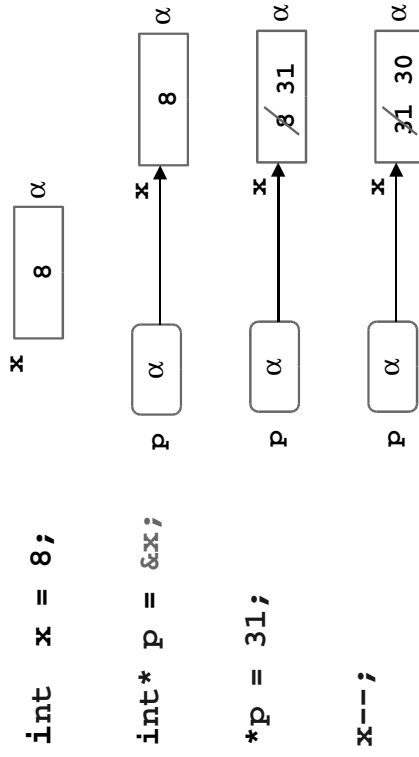 int x = 8;
x
8
α
int* p = &x;
p
α
x
8
α
*p = 31;
p
α
x
8 31
α
x--;
p
α
x
31 30
α